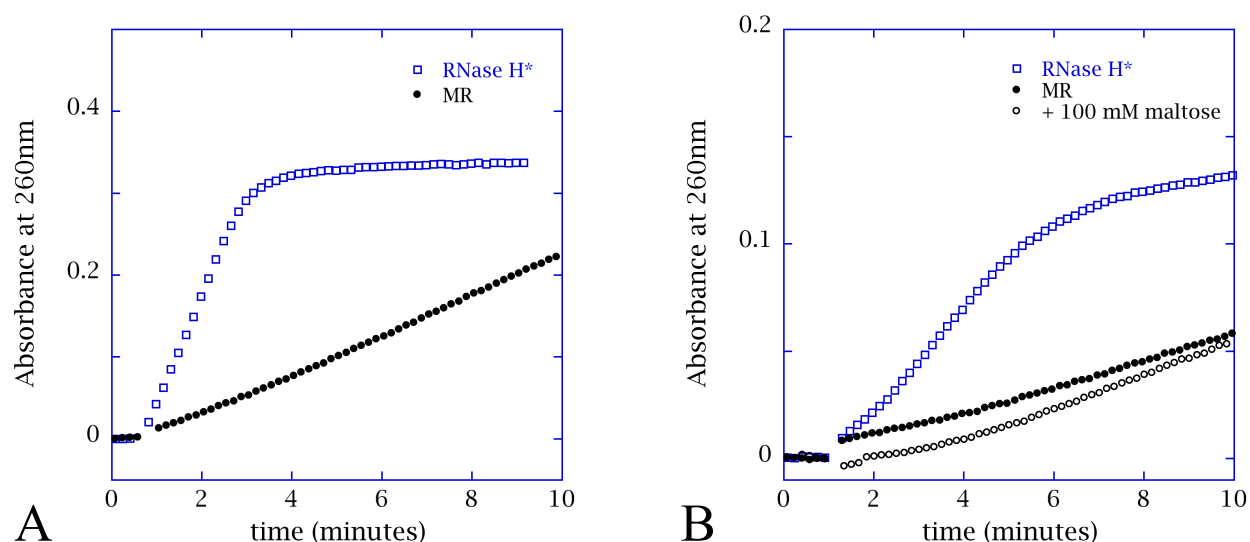 Absorbance at 260nm
0.4
0.2
0
RNase H*
MR
0 2 4 6 8 10
time (minutes)
A
Absorbance at 260nm
0.2
0.1
0
RNase H*
MR
+ 100 mM maltose
0 2 4 6 8 10
time (minutes)
B